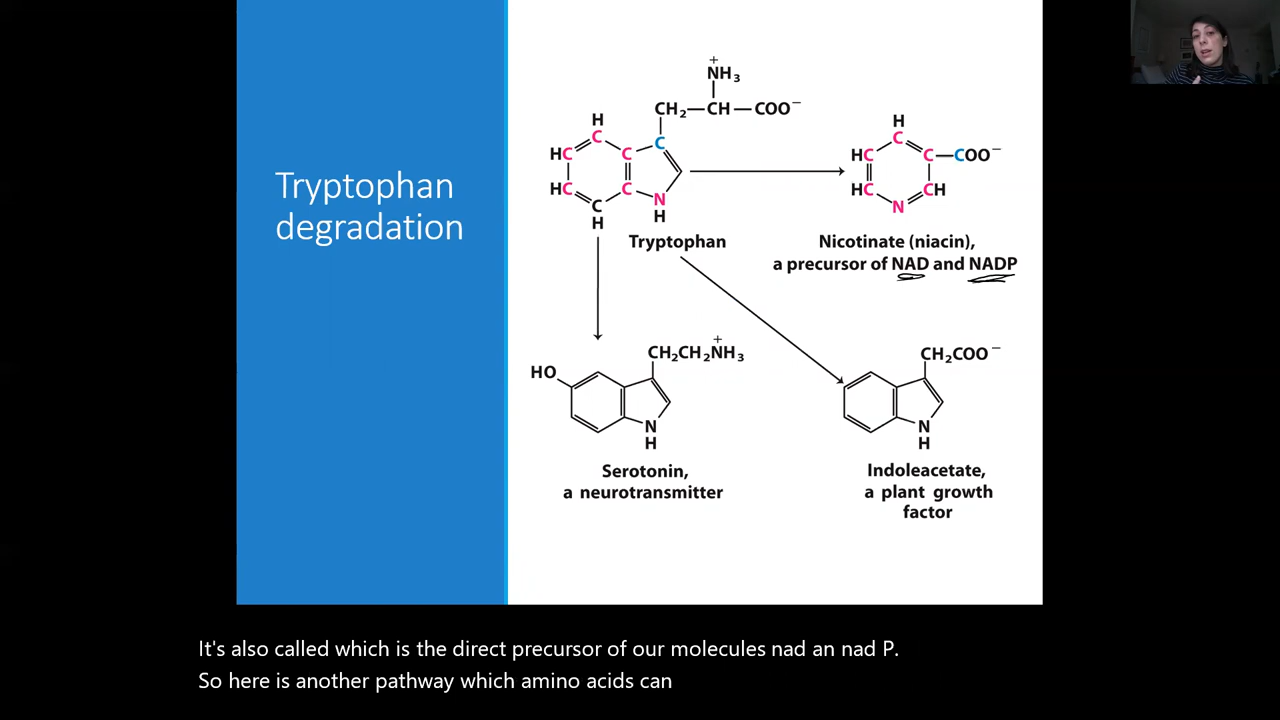 Tryptophan
degradation
+
NH3
CH2—CH—COO−
H
C
HC
C
C
HC
C
C
N
H
C
H
Tryptophan
H
C
HC
C—COO−
HC
CH
N
Nicotinate (niacin),
a precursor of NAD and NADP
+
CH2CH2NH3
HO
N
H
Serotonin,
a neurotransmitter
CH2COO−
N
H
Indoleacetate,
a plant growth
factor
It's also called which is the direct precursor of our molecules nad an nad P.
So here is another pathway which amino acids can